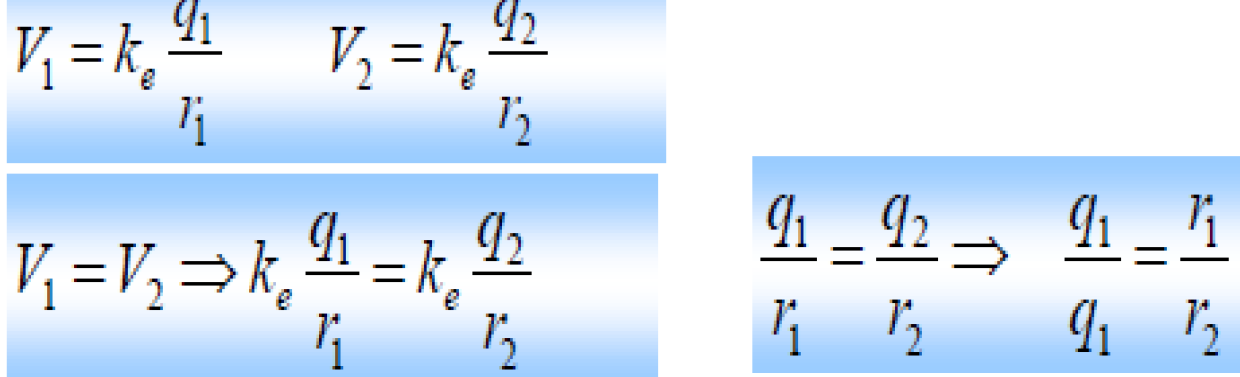 V₁ = kₑ q₁/r₁    V₂ = kₑ q₂/r₂
V₁ = V₂ ⇒ kₑ q₁/r₁ = kₑ q₂/r₂
q₁/r₁ = q₂/r₂ ⇒ q₁/q₁ = r₁/r₂